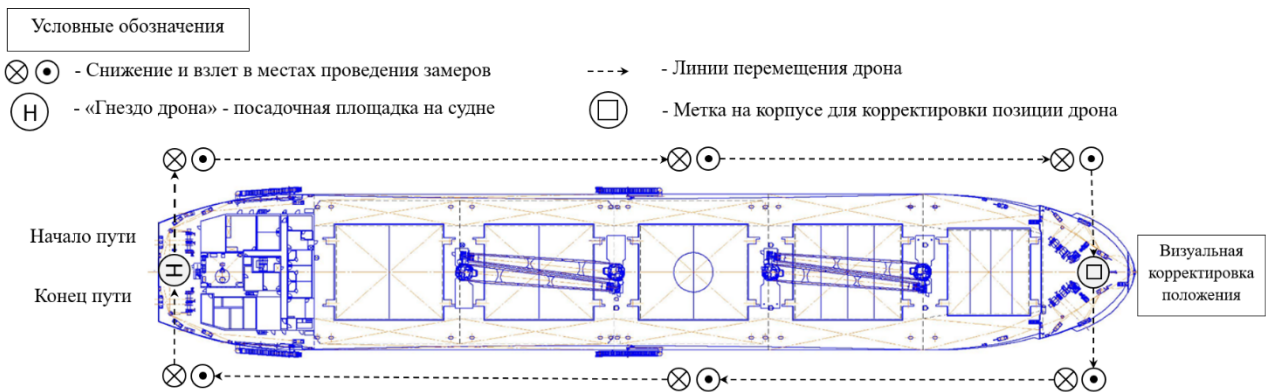 Условные обозначения
- Снижение и взлет в местах проведения замеров
- Линии перемещения дрона
H
- «Гнездо дрона» - посадочная площадка на судне
- Метка на корпусе для корректировки позиции дрона
Начало пути
H
Конец пути
Визуальная
корректировка
положения